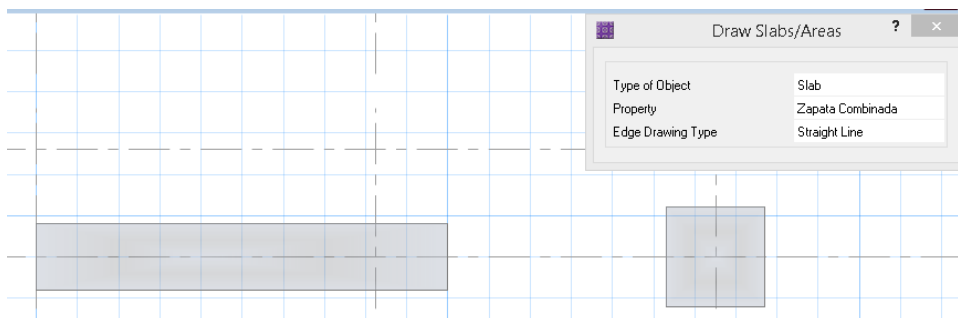 Draw Slabs/Areas ? ×
Type of Object Slab
Property Zapata Combinada
Edge Drawing Type Straight Line